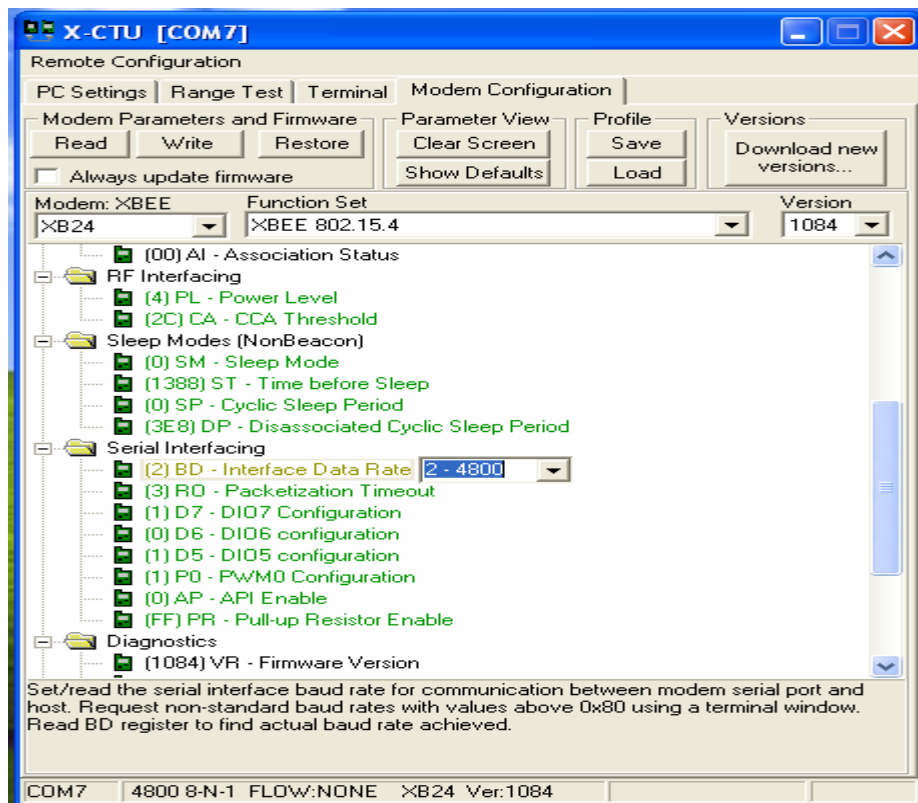 X-CTU [COM7]
Remote Configuration
PC Settings Range Test Terminal Modem Configuration
Modem Parameters and Firmware Parameter View Profile Versions
Read Write Restore Clear Screen Save Download new versions...
Always update firmware Show Defaults Load
Modem: XBEE Function Set Version
XB24 XBEE 802.15.4 1084
(00) AI - Association Status
RF Interfacing
(4) PL - Power Level
(2C) CA - CCA Threshold
Sleep Modes (NonBeacon)
(0) SM - Sleep Mode
(1388) ST - Time before Sleep
(0) SP - Cyclic Sleep Period
(3E8) DP - Disassociated Cyclic Sleep Period
Serial Interfacing
(2) BD - Interface Data Rate 2 - 4800
(3) RO - Packetization Timeout
(1) D7 - DIO7 Configuration
(0) D6 - DIO6 configuration
(1) D5 - DIO5 configuration
(1) P0 - PWM0 Configuration
(0) AP - API Enable
(FF) PR - Pull-up Resistor Enable
Diagnostics
(1084) VR - Firmware Version
Set/read the serial interface baud rate for communication between modem serial port and
host. Request non-standard baud rates with values above 0x80 using a terminal window.
Read BD register to find actual baud rate achieved.
COM7 4800 8-N-1 FLOW:NONE XB24 Ver:1084